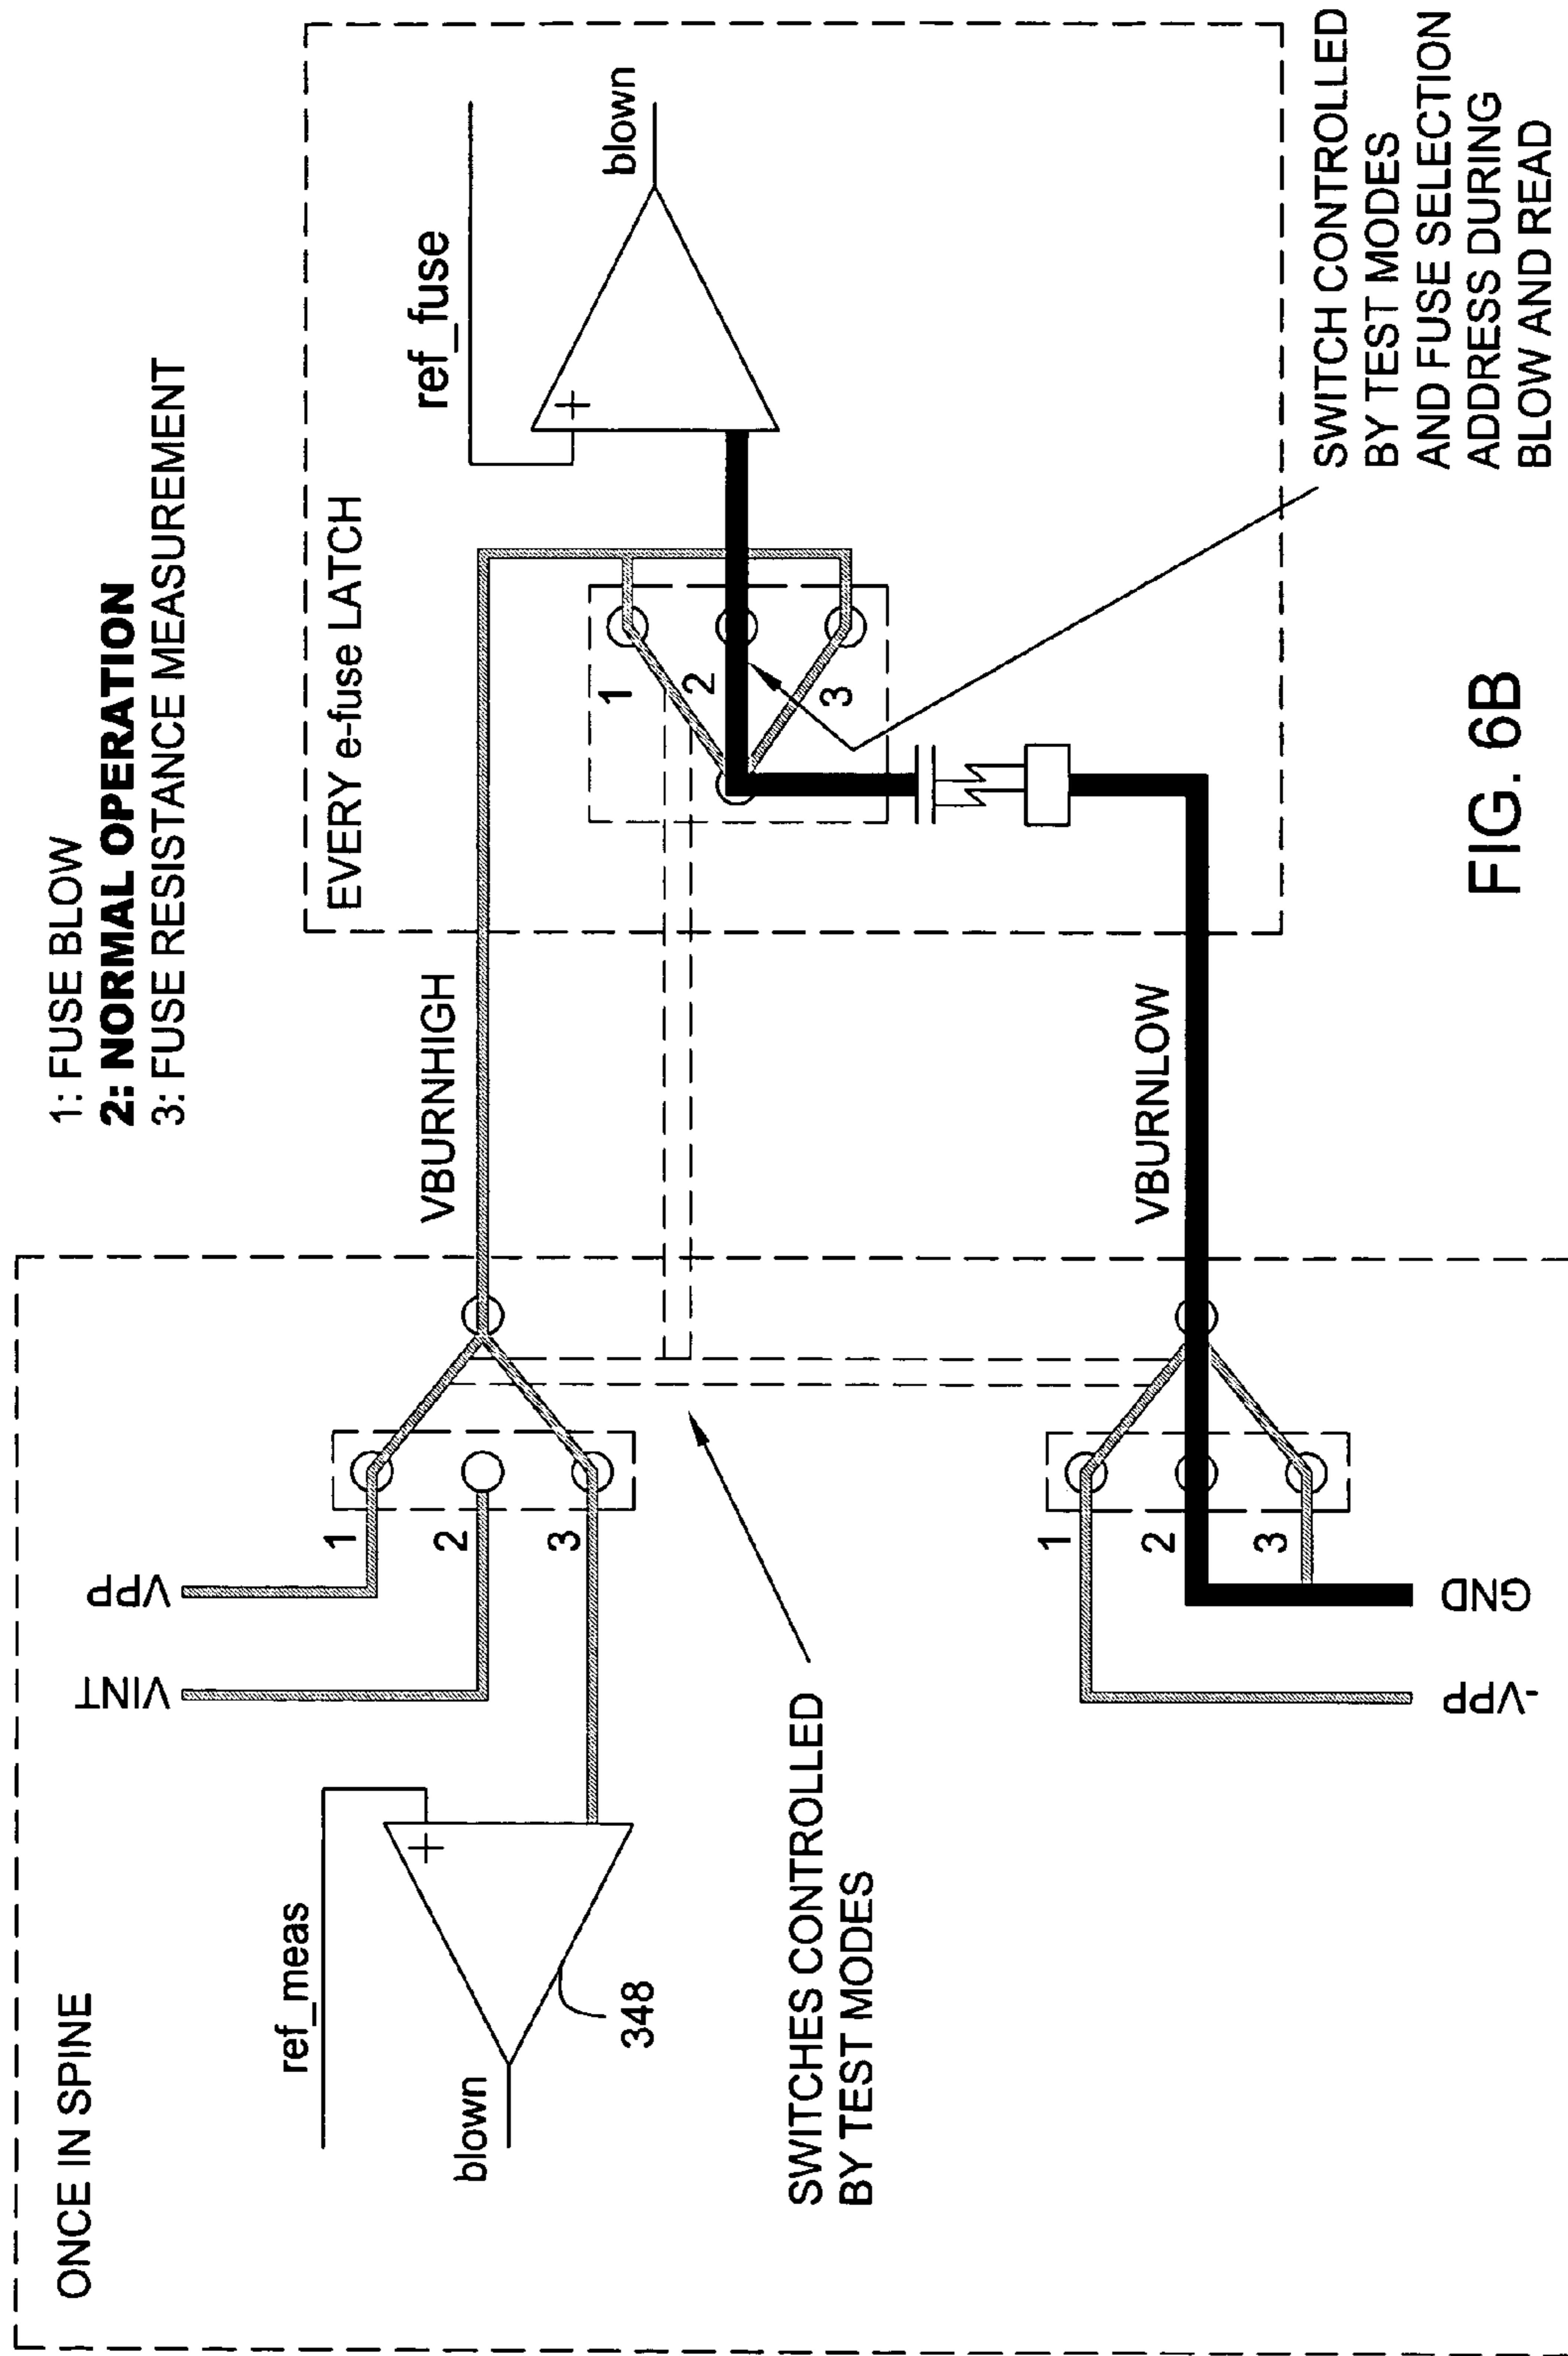 ONCE IN SPINE
ref_meas
blown
348
VINT
VPP
1
2
3
SWITCHES CONTROLLED
BY TEST MODES
1
2
3
-VPP
GND
1: FUSE BLOW
2: NORMAL OPERATION
3: FUSE RESISTANCE MEASUREMENT
VBURNHIGH
VBURNLOW
EVERY e-fuse LATCH
ref_fuse
blown
1
2
3
SWITCH CONTROLLED
BY TEST MODES
AND FUSE SELECTION
ADDRESS DURING
BLOW AND READ
FIG. 6B